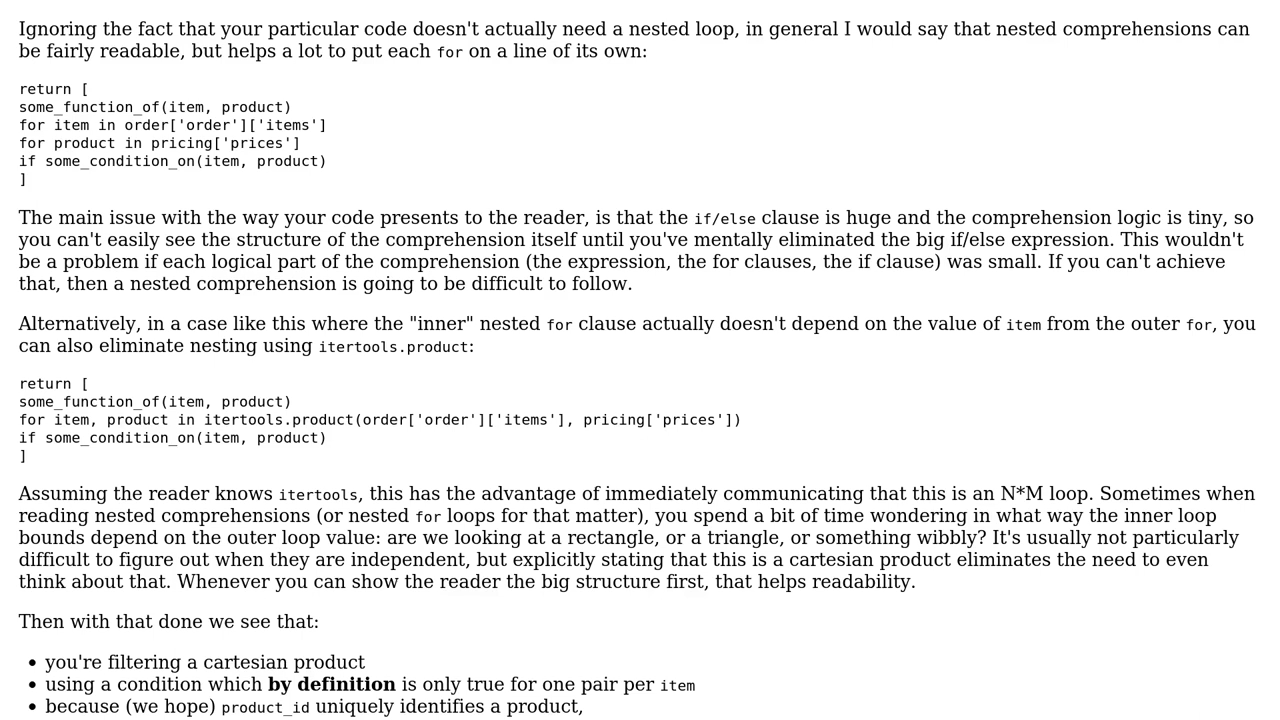 Ignoring the fact that your particular code doesn't actually need a nested loop, in general I would say that nested comprehensions can
be fairly readable, but helps a lot to put each for on a line of its own:
return [
some_function_of(item, product)
for item in order['order']['items']
for product in pricing['prices']
if some_condition_on(item, product)
]
The main issue with the way your code presents to the reader, is that the if/else clause is huge and the comprehension logic is tiny, so
you can't easily see the structure of the comprehension itself until you've mentally eliminated the big if/else expression. This wouldn't
be a problem if each logical part of the comprehension (the expression, the for clauses, the if clause) was small. If you can't achieve
that, then a nested comprehension is going to be difficult to follow.
Alternatively, in a case like this where the "inner" nested for clause actually doesn't depend on the value of item from the outer for, you
can also eliminate nesting using itertools.product:
return [
some_function_of(item, product)
for item, product in itertools.product(order['order']['items'], pricing['prices'])
if some_condition_on(item, product)
]
Assuming the reader knows itertools, this has the advantage of immediately communicating that this is an N*M loop. Sometimes when
reading nested comprehensions (or nested for loops for that matter), you spend a bit of time wondering in what way the inner loop
bounds depend on the outer loop value: are we looking at a rectangle, or a triangle, or something wibbly? It's usually not particularly
difficult to figure out when they are independent, but explicitly stating that this is a cartesian product eliminates the need to even
think about that. Whenever you can show the reader the big structure first, that helps readability.
Then with that done we see that:
• you're filtering a cartesian product
• using a condition which by definition is only true for one pair per item
• because (we hope) product_id uniquely identifies a product,